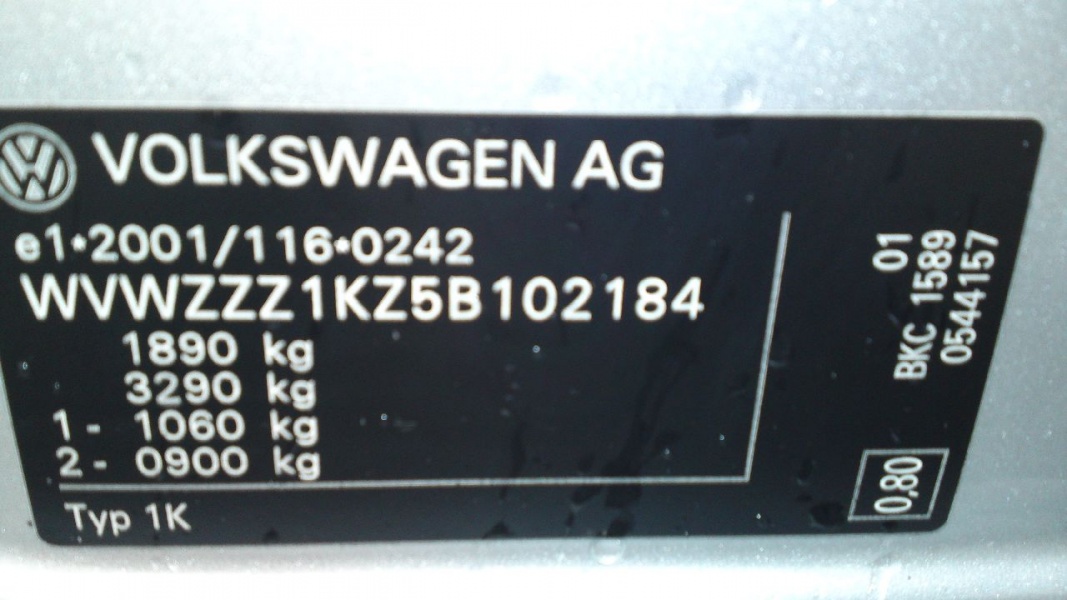 VOLKSWAGEN AG
e1*2001/116*0242
WVWZZZ1KZ5B102184
1890 kg
3290 kg
1 - 1060 kg
2 - 0900 kg
Typ 1K
01
BKC 1589
0544157
0,80